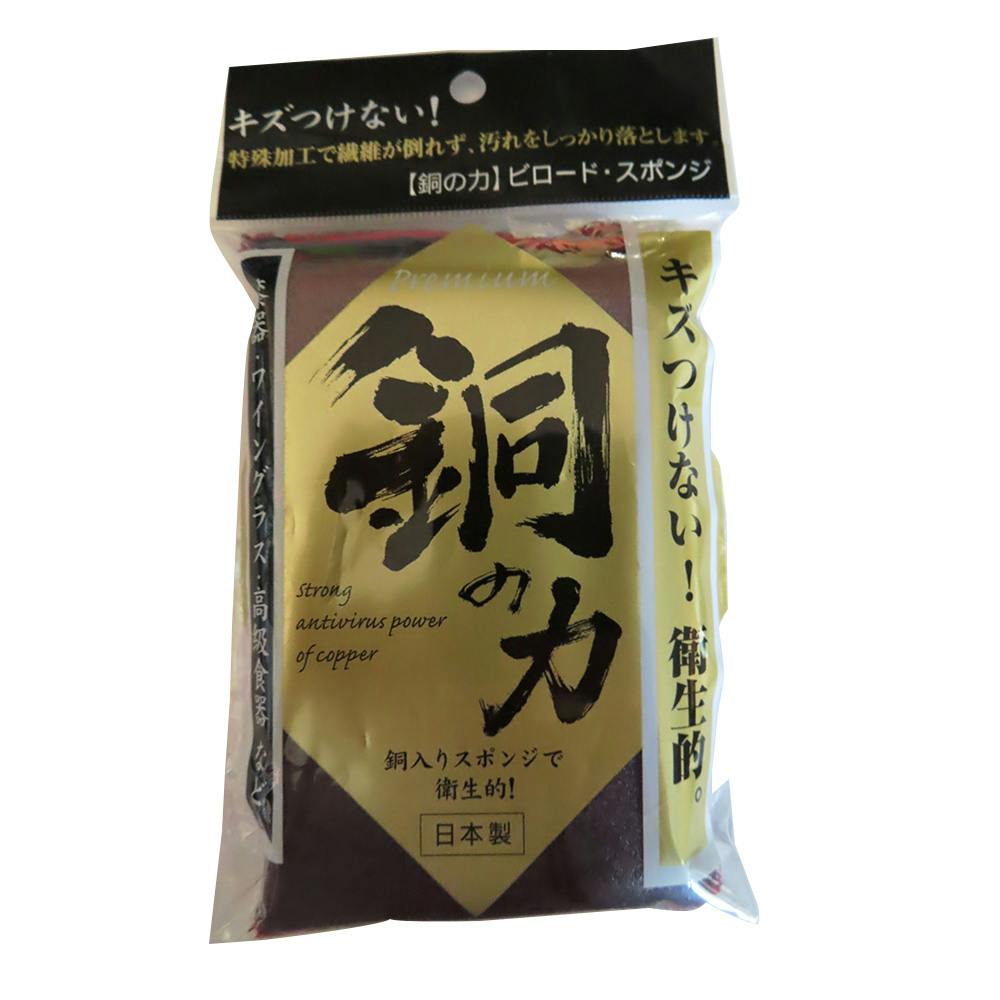 キズつけない！
特殊加工で繊維が倒れず、汚れをしっかり落とします
【銅の力】ビロード・スポンジ
Premium
銅の力
Strong
antivirus power
of copper
銅入りスポンジで
衛生的！
日本製
キズつけない！衛生的。
器・ワイングラス・高級食器など